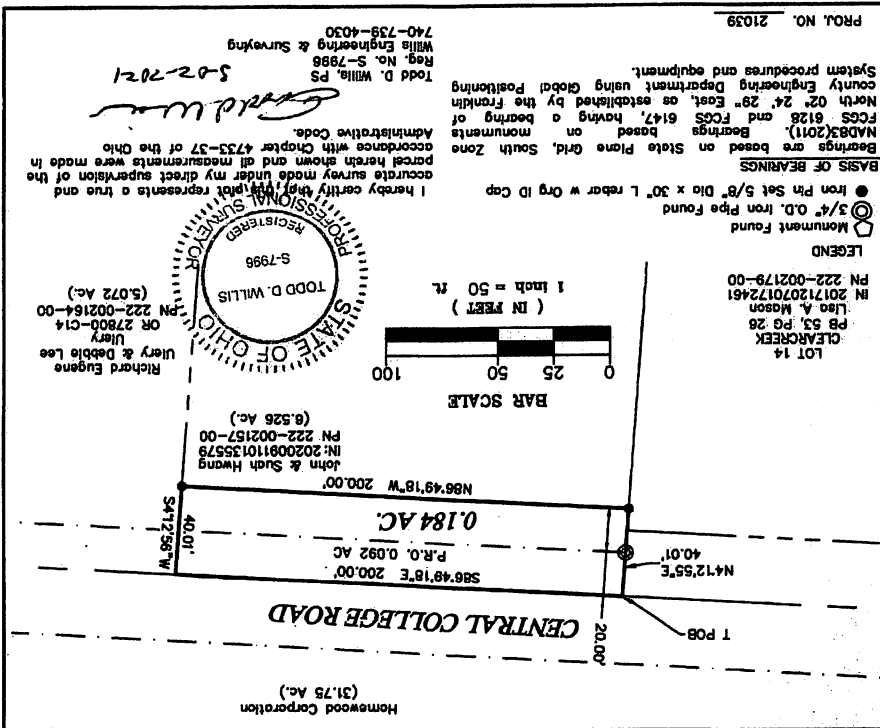 Homewood Corporation
(31.75 Ac.)
CENTRAL COLLEGE ROAD
T POB
20.00'
S86°49'18"E 200.00'
P.R.O. 0.092 AC
0.184 AC.
N86°49'18"W 200.00'
N4°12'55"E
40.01'
40.01'
S4°12'56"W
John & Suah Hwang
IN: 202009110135579
PN 222-002157-00
(6.526 Ac.)
LOT 14
CLEARCREEK
PB 53, PG 26
Lisa A. Mason
IN 201712070172461
PN 222-002179-00
BAR SCALE
0 25 50 100
( IN FEET )
1 inch = 50 ft.
Richard Eugene
Ulery & Debbie Lee
Ulery
OR 27800-C14
PN 222-002164-00
(5.072 Ac.)
LEGEND
Monument Found
3/4" O.D. Iron Pipe Found
Iron Pin Set 5/8" Dia x 30" L rebar w Org ID Cap
BASIS OF BEARINGS
Bearings are based on State Plane Grid, South Zone
NAD83(2011). Bearings based on monuments
FCGS 6128 and FCGS 6147, having a bearing of
North 02° 24' 29" East, as established by the Franklin
county Engineering Department using Global Positioning
System procedures and equipment.
STATE OF OHIO
TODD D. WILLIS
S-7996
REGISTERED
PROFESSIONAL SURVEYOR
I hereby certify that this plat represents a true and
accurate survey made under my direct supervision of the
parcel herein shown and all measurements were made in
accordance with Chapter 4733-37 of the Ohio
Administrative Code.
Todd Willis 3-02-2021
Todd D. Willis, PS
Reg. No. S-7996
Willis Engineering & Surveying
740-739-4030
PROJ. NO. 21039